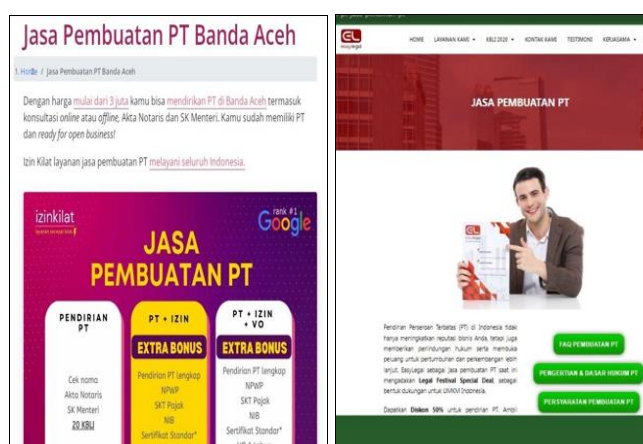 Jasa Pembuatan PT Banda Aceh
/ Jasa Pembuatan PT Banda Aceh
Dengan harga mulai dari 3 juta kamu bisa mendirikan PT di Banda Aceh termasuk
konsultasi online atau offline, Akta Notaris dan SK Menteri. Kamu sudah memiliki PT
dan ready for open business!
Izin Kilat layanan jasa pembuatan PT melayani seluruh Indonesia.
izinkilat
rank #1
Google
JASA
PEMBUATAN PT
PENDIRIAN
PT
Cek nama
Akta Notaris
SK Menteri
20 KBLI
PT + IZIN
EXTRA BONUS
Pendirian PT lengkap
NPWP
SKT Pajak
NIB
Sertifikat Standar*
PT + IZIN
+ VO
EXTRA BONUS
Pendirian PT lengkap
NPWP
SKT Pajak
NIB
Sertifikat Standar*
EL
easylegal
HOME LAYANAN KAMI KBLI 2020 KONTAK KAMI TESTIMONI KERJASAMA
JASA PEMBUATAN PT
Pendirian Perseroan Terbatas (PT) di Indonesia tidak
hanya meningkatkan reputasi bisnis Anda, tetapi juga
memberikan perlindungan hukum serta membuka
peluang untuk pertumbuhan dan perkembangan lebih
lanjut. EasyLegal sebagai jasa pembuatan PT saat ini
mengadakan Legal Festival Special Deal, sebagai
bentuk dukungan untuk UMKM Indonesia.
Dapatkan Diskon 50% untuk pendirian PT. Ambil
FAQ PEMBUATAN PT
PENGERTIAN & DASAR HUKUM PT
PERSYARATAN PEMBUATAN PT